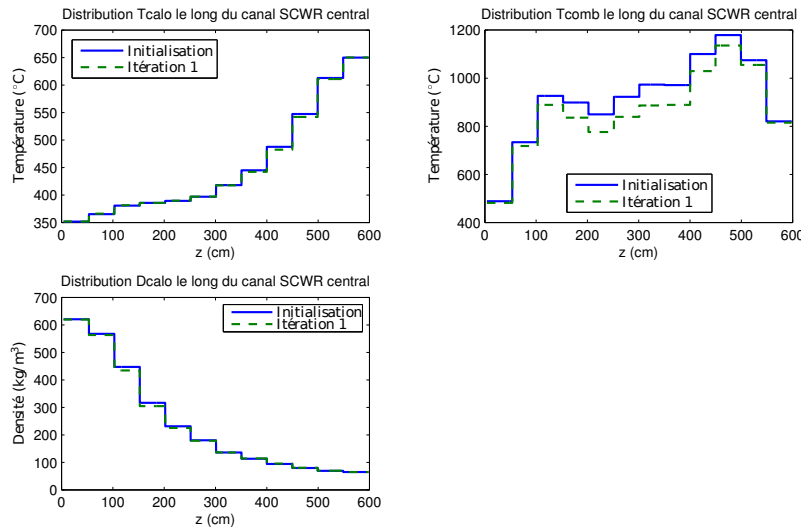 Distribution Tcalo le long du canal SCWR central
700
650
600
550
500
450
400
350
0
100
200
300
400
500
600
Température (°C)
z (cm)
Initialisation
Itération 1
Distribution Tcomb le long du canal SCWR central
1200
1000
800
600
400
0
100
200
300
400
500
600
Température (°C)
z (cm)
Initialisation
Itération 1
Distribution Dcalo le long du canal SCWR central
700
600
500
400
300
200
100
0
0
100
200
300
400
500
600
Densité (kg/m³)
z (cm)
Initialisation
Itération 1